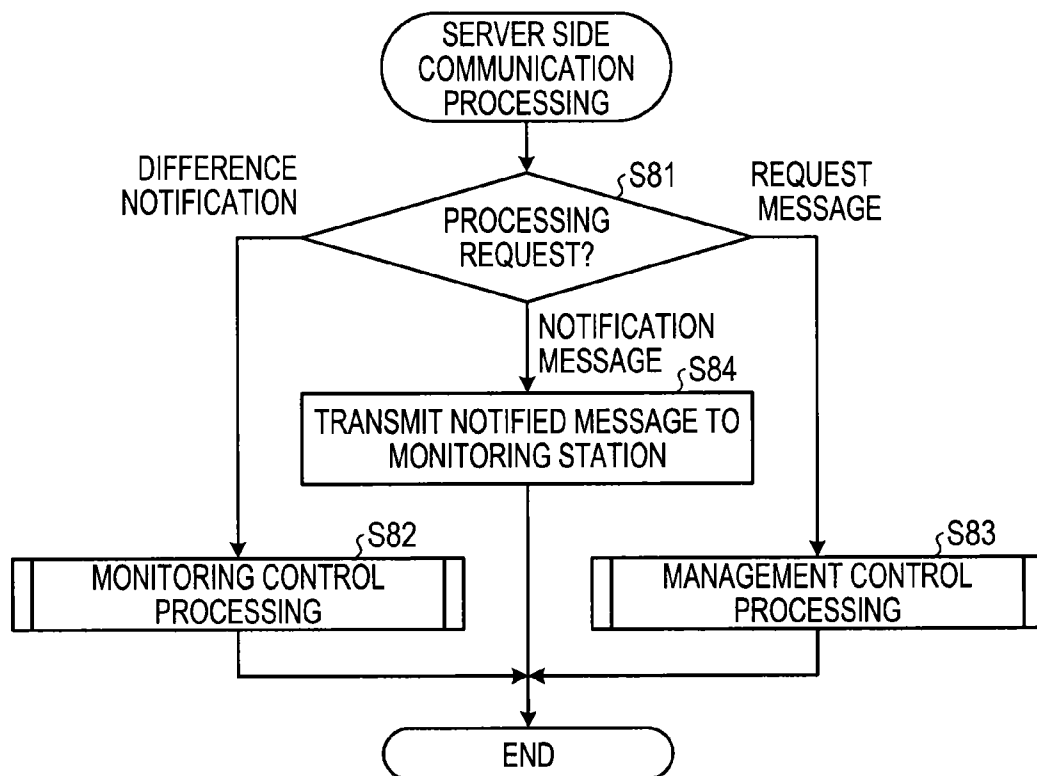 SERVER SIDE
COMMUNICATION
PROCESSING
DIFFERENCE
NOTIFICATION
S81
REQUEST
MESSAGE
PROCESSING
REQUEST?
NOTIFICATION
MESSAGE
S84
TRANSMIT NOTIFIED MESSAGE TO
MONITORING STATION
S82
MONITORING CONTROL
PROCESSING
S83
MANAGEMENT CONTROL
PROCESSING
END